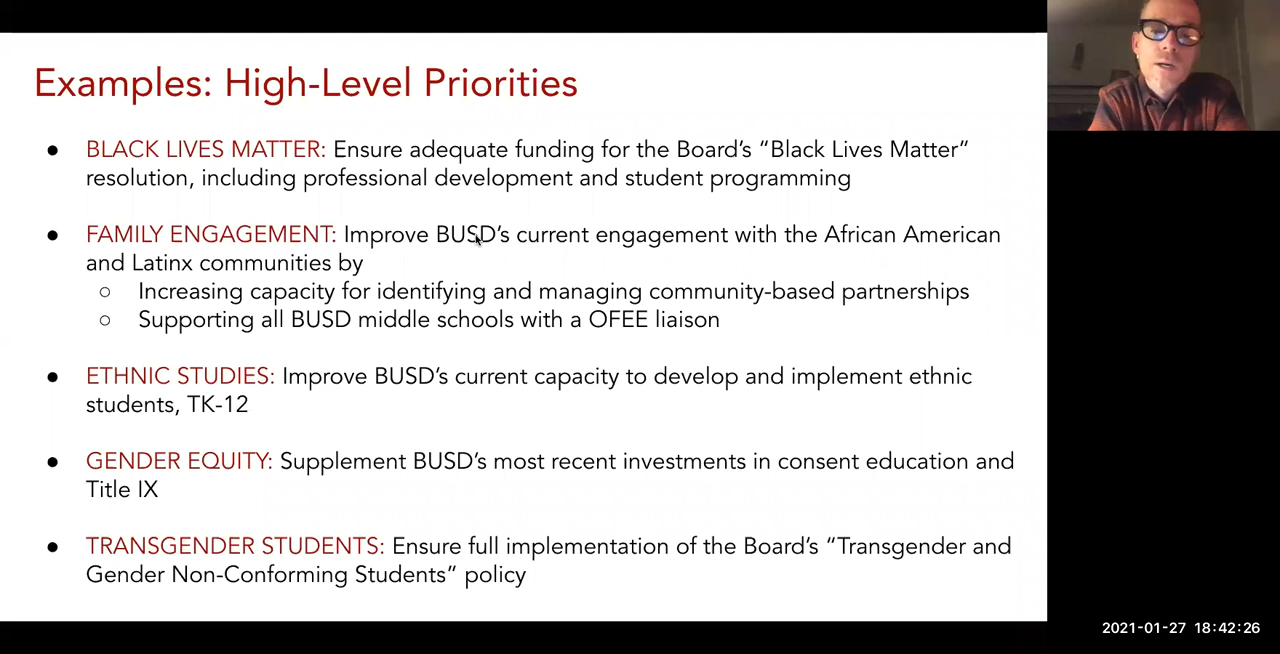 Examples: High-Level Priorities
● BLACK LIVES MATTER: Ensure adequate funding for the Board’s “Black Lives Matter”
resolution, including professional development and student programming
● FAMILY ENGAGEMENT: Improve BUSD’s current engagement with the African American
and Latinx communities by
○ Increasing capacity for identifying and managing community-based partnerships
○ Supporting all BUSD middle schools with a OFEE liaison
● ETHNIC STUDIES: Improve BUSD’s current capacity to develop and implement ethnic
students, TK-12
● GENDER EQUITY: Supplement BUSD’s most recent investments in consent education and
Title IX
● TRANSGENDER STUDENTS: Ensure full implementation of the Board’s “Transgender and
Gender Non-Conforming Students” policy
2021-01-27 18:42:26